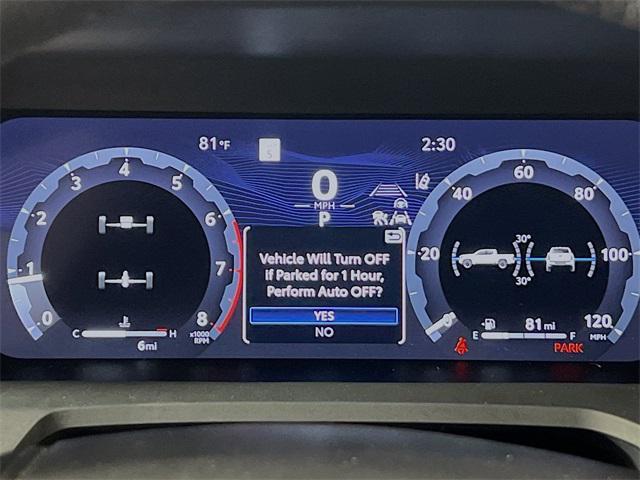 81°F
S
2:30
0
MPH
P
0 1 2 3 4 5 6 7 8
x1000
RPM
C H
6mi
Vehicle Will Turn OFF
If Parked for 1 Hour,
Perform Auto OFF?
YES
NO
0 20 40 60 80 100 120
MPH
30° 30°
E 81 mi F
PARK